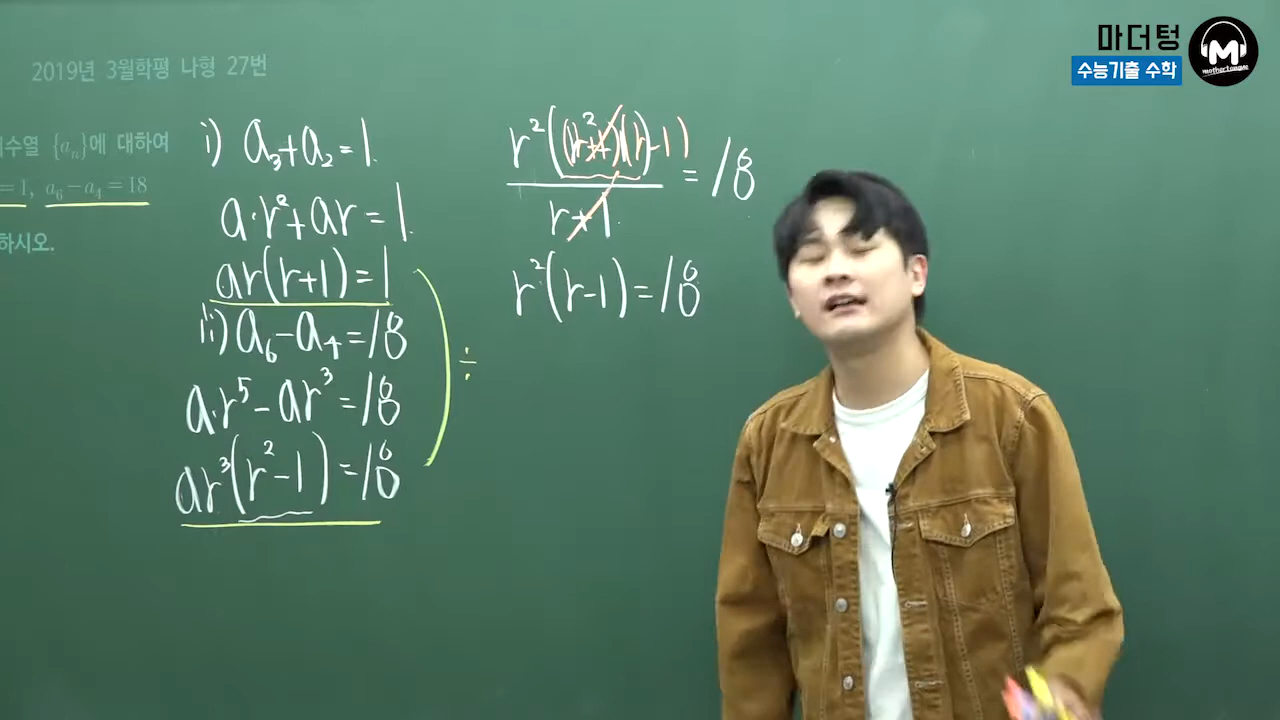 마더텅
수능기출 수학
M
mothertongue
2019년 3월학평 나형 27번
수열 {aₙ}에 대하여
=1, a₆-a₄=18
하시오.
i) a₃+a₂=1.
a·r²+ar=1.
ar(r+1)=1
ii) a₆-a₄=18
a·r⁵-ar³=18
ar³(r²-1)=18
÷
r+1
=18
r²(r-1)=18